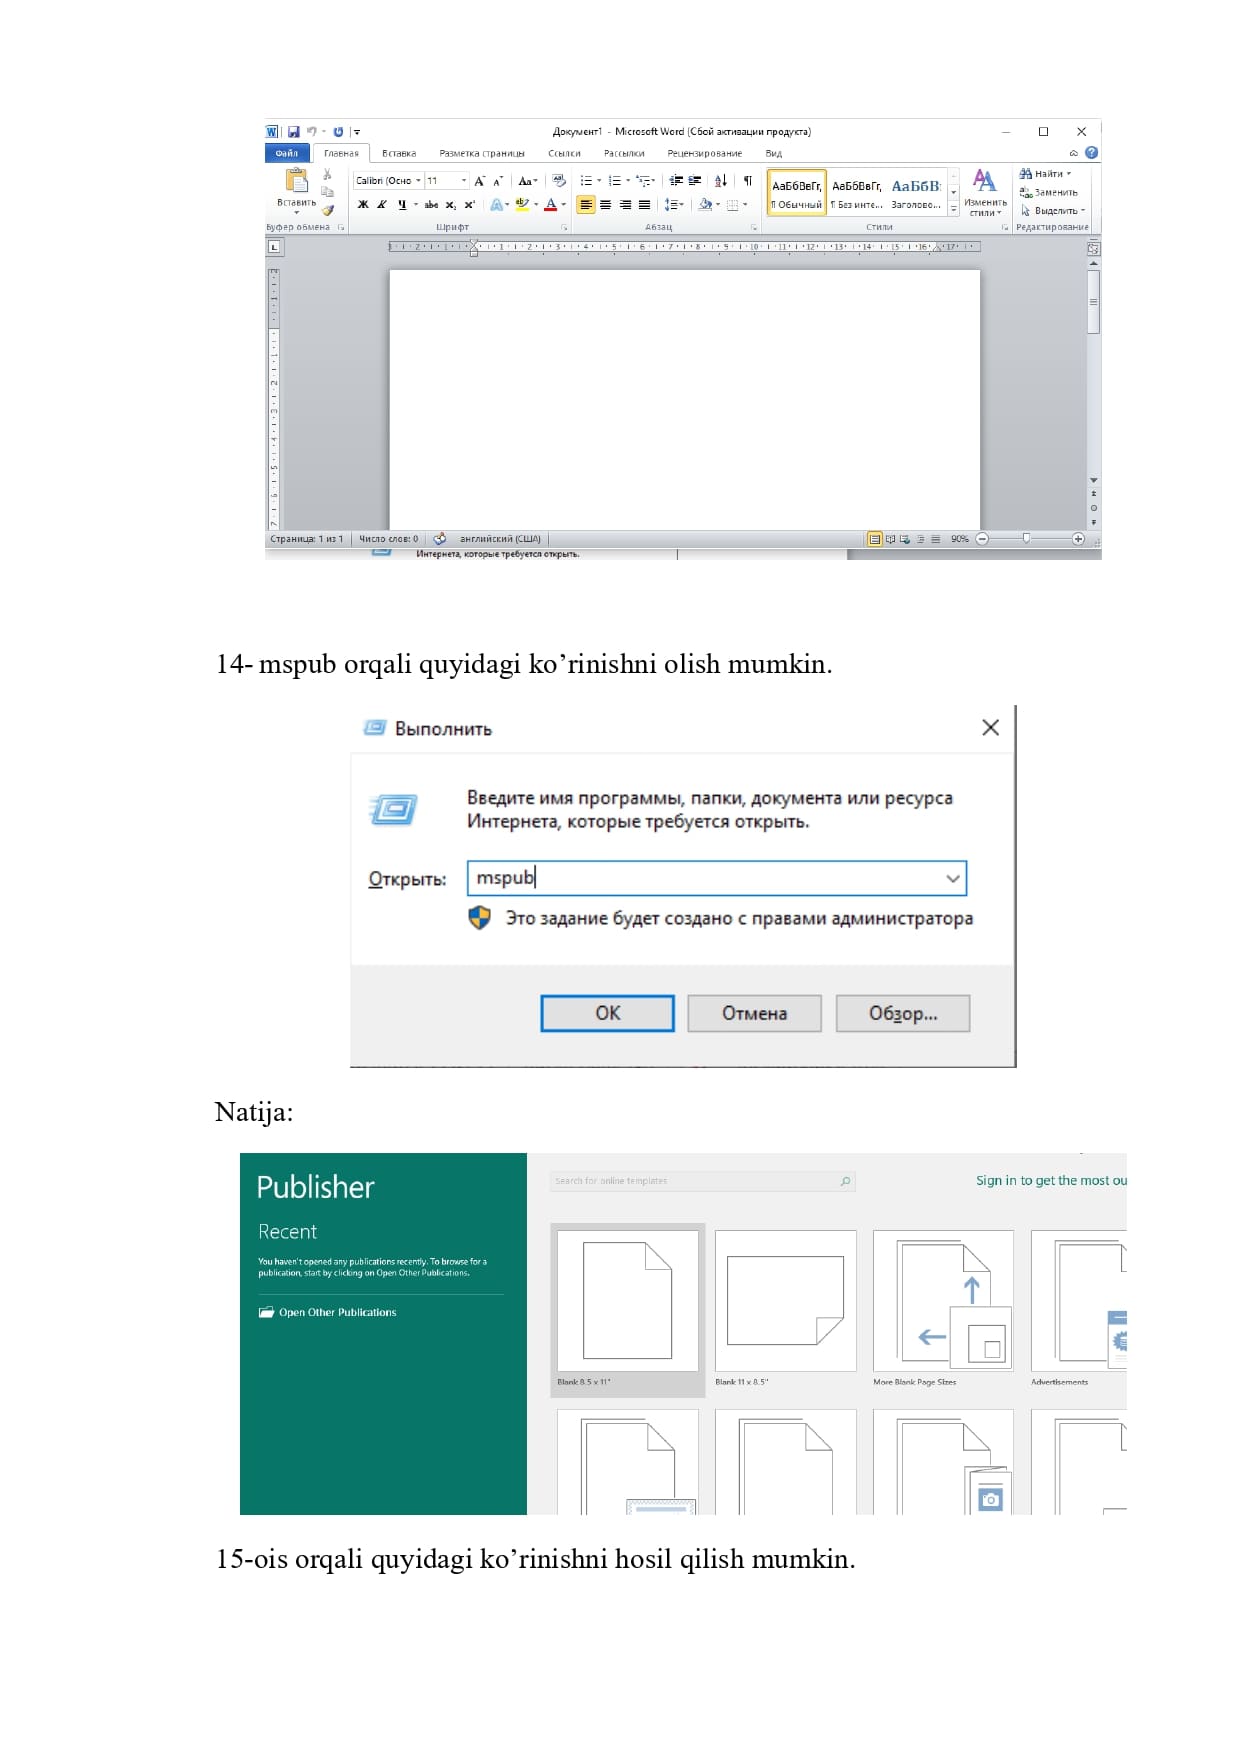 Документ1 - Microsoft Word (Сбой активации продукта)
Файл Главная Вставка Разметка страницы Ссылки Рассылки Рецензирование Вид
Calibri (Осно 11 Aa
АаБбВвГг, АаБбВвГг, АаБбВ
Найти
Заменить
Выделить
Вставить
Ж К Ч abc x, x'
¶ Обычный ¶ Без инте... Заголово...
Изменить стили
Буфер обмена Шрифт Абзац Стили Редактирование
Страница: 1 из 1 Число слов: 0 английский (США) 90%
Интернета, которые требуется открыть.
14- mspub orqali quyidagi ko’rinishni olish mumkin.
Выполнить
Введите имя программы, папки, документа или ресурса
Интернета, которые требуется открыть.
Открыть: mspub
Это задание будет создано с правами администратора
ОК Отмена Обзор...
Natija:
Publisher
Search for online templates
Sign in to get the most ou
Recent
You haven't opened any publications recently. To browse for a
publication, start by clicking on Open Other Publications.
Open Other Publications
Blank 8.5 x 11" Blank 11 x 8.5" More Blank Page Sizes Advertisements
15-ois orqali quyidagi ko’rinishni hosil qilish mumkin.